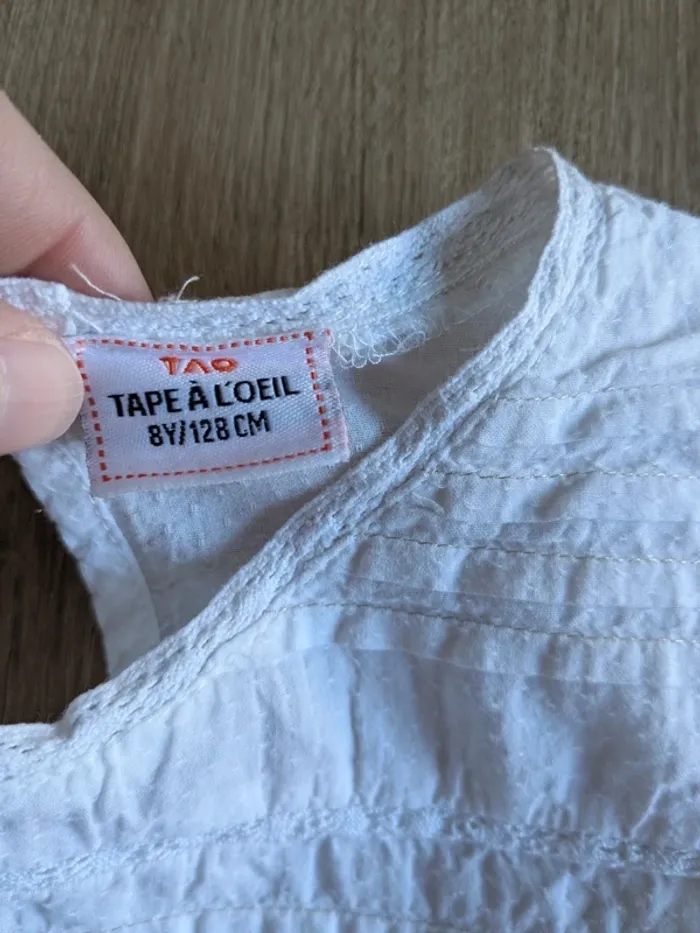 TAO
TAPE À L'OEIL
8Y/128 CM